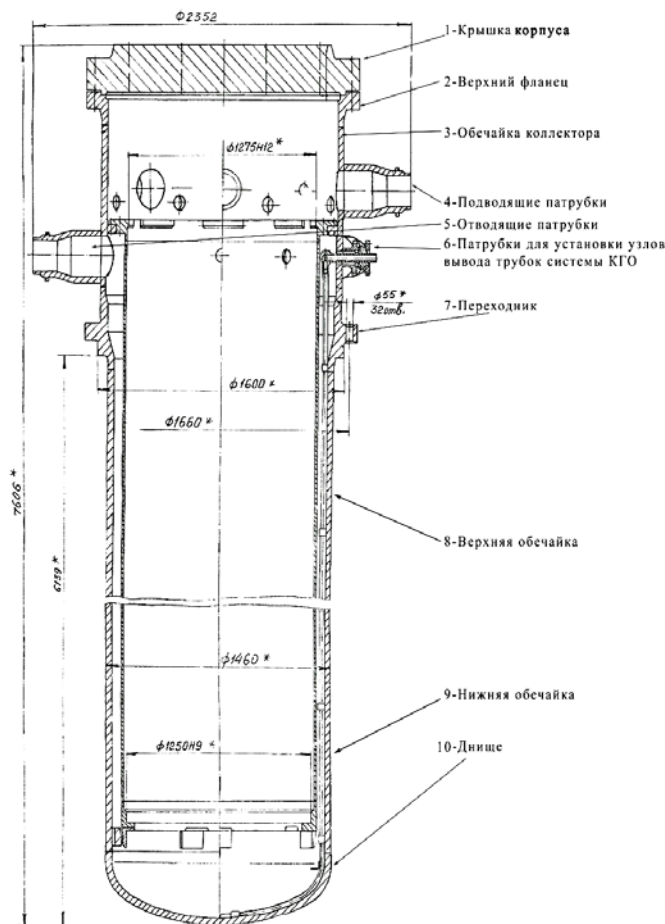 ф2352
1-Крышка корпуса
2-Верхний фланец
3-Обечайка коллектора
ф1275Н12*
4-Подводящие патрубки
5-Отводящие патрубки
6-Патрубки для установки узлов
вывода трубок системы КГО
ф55*
32отв.
7-Переходник
ф1600*
ф1660*
7606*
8-Верхняя обечайка
6139*
ф1460*
9-Нижняя обечайка
10-Днище
ф1250Н9*